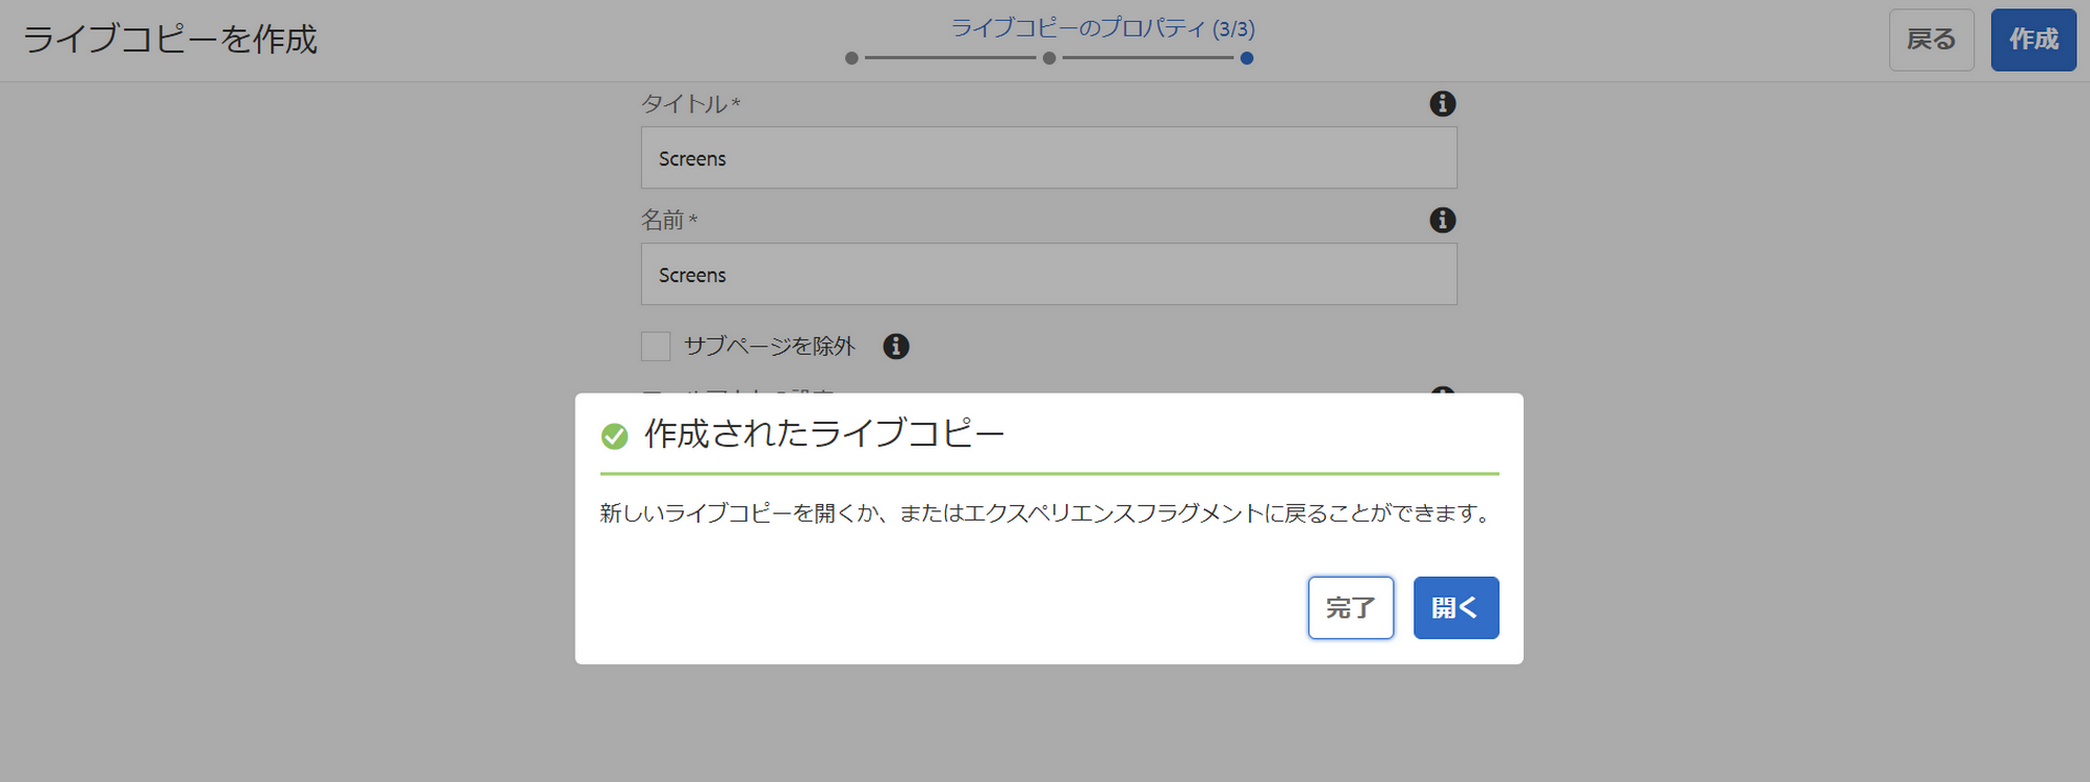 ライブコピーを作成
ライブコピーのプロパティ (3/3)
戻る
作成
タイトル *
Screens
名前 *
Screens
サブページを除外
作成されたライブコピー
新しいライブコピーを開くか、またはエクスペリエンスフラグメントに戻ることができます。
完了
開く